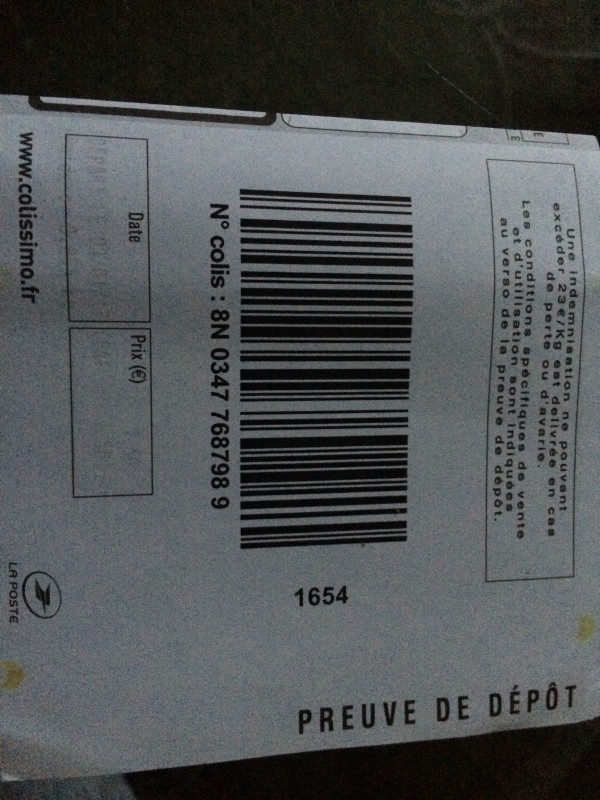 PREUVE DE DÉPÔT
Une indemnisation ne pouvant
excéder 23€/Kg est delivrée en cas
de perte ou d'avarie.
Les conditions spécifiques de vente
et d'utilisation sont indiquées
au verso de la preuve de dépôt.
1654
N° colis : 8N 0347 768798 9
Date
Prix (€)
www.colissimo.fr
LA POSTE